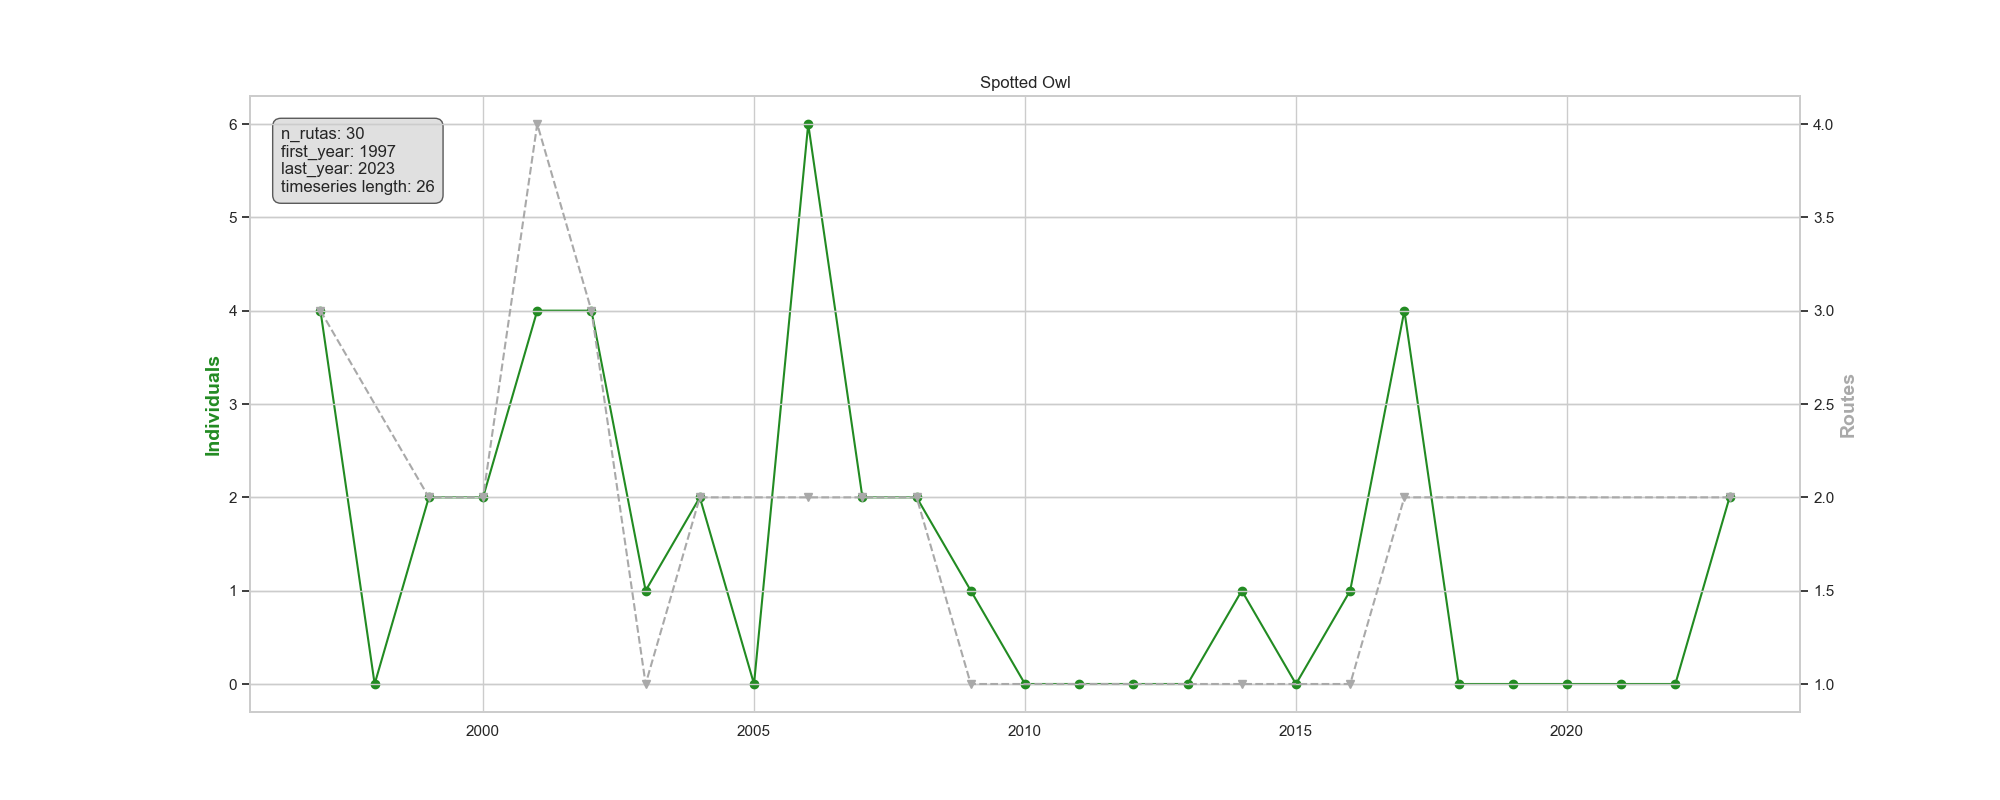 Spotted Owl
n_rutas: 30
first_year: 1997
last_year: 2023
timeseries length: 26
6
5
4
3
2
1
0
Individuals
4.0
3.5
3.0
2.5
2.0
1.5
1.0
Routes
2000
2005
2010
2015
2020